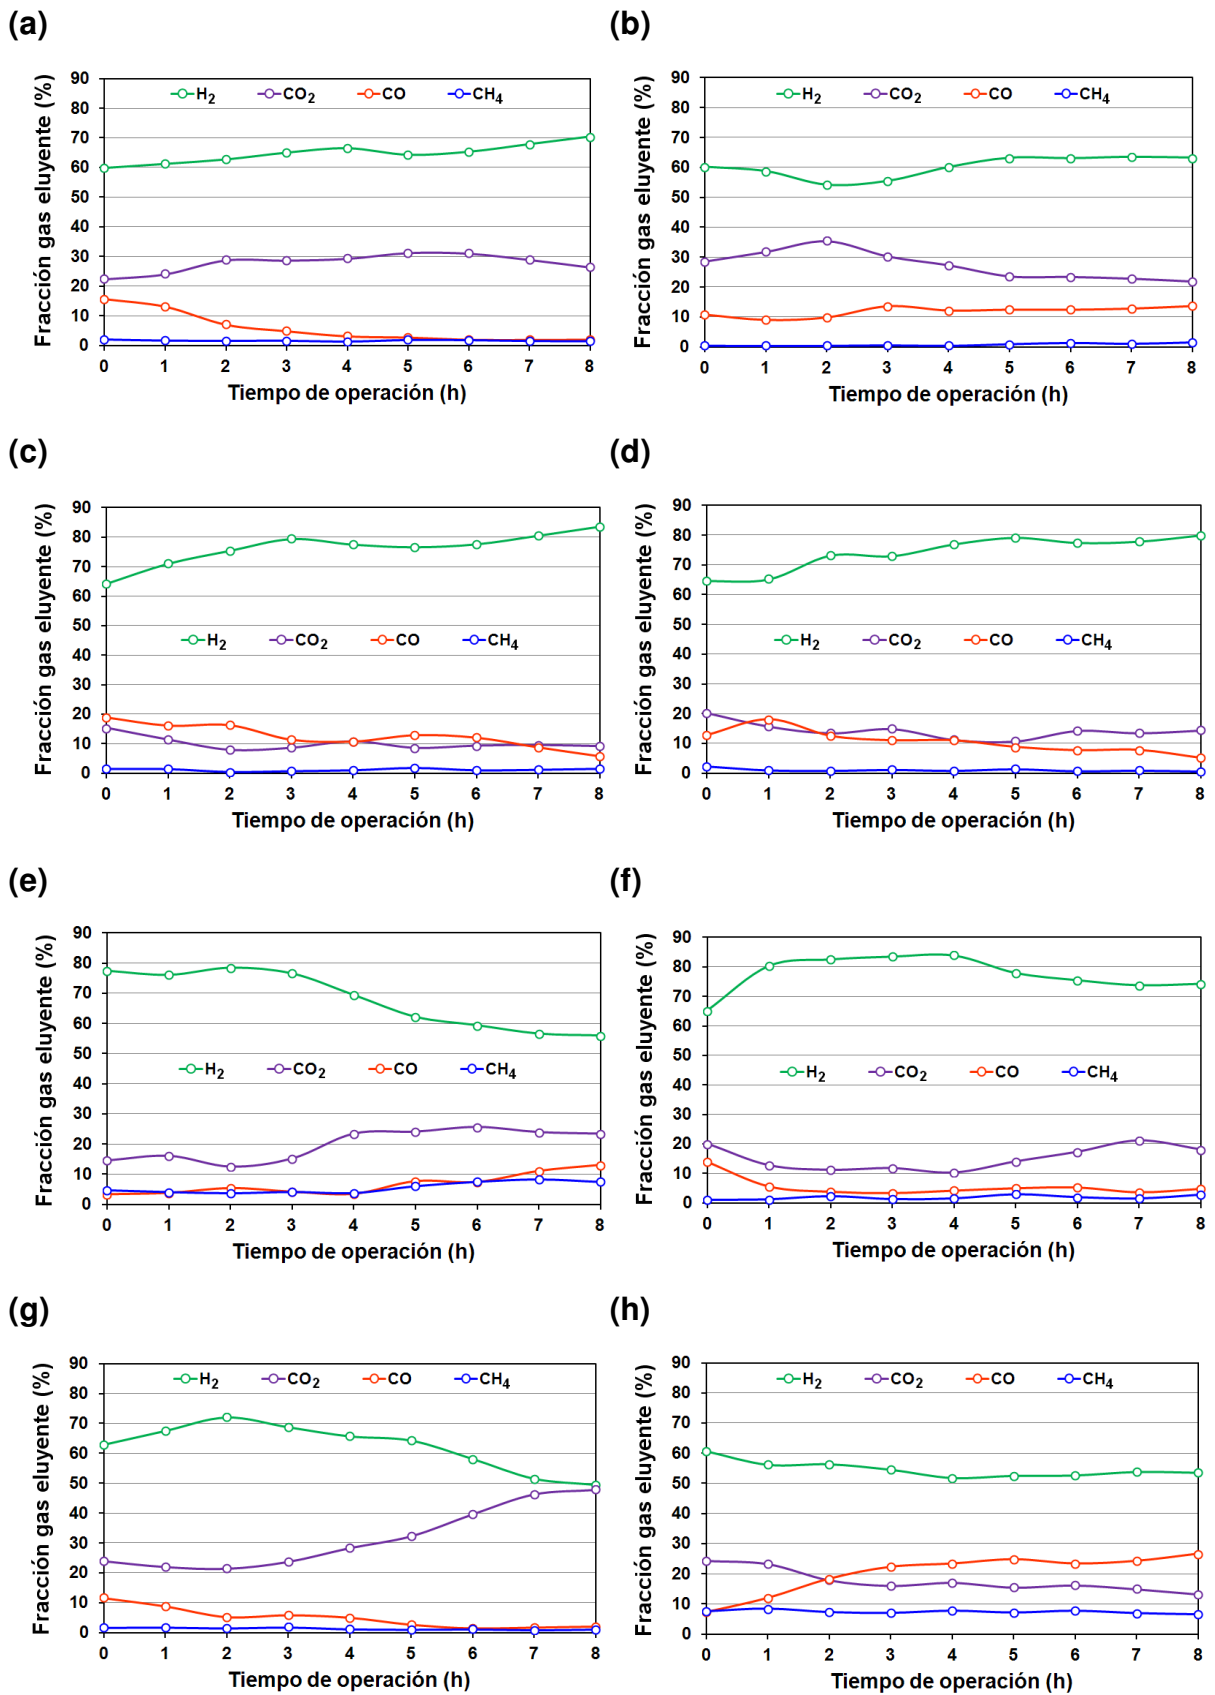 (a)
Fracción gas eluyente (%)
90
80
70
60
50
40
30
20
10
0
H2 CO2 CO CH4
0 1 2 3 4 5 6 7 8
Tiempo de operación (h)
(b)
Fracción gas eluyente (%)
90
80
70
60
50
40
30
20
10
0
H2 CO2 CO CH4
0 1 2 3 4 5 6 7 8
Tiempo de operación (h)
(c)
Fracción gas eluyente (%)
90
80
70
60
50
40
30
20
10
0
H2 CO2 CO CH4
0 1 2 3 4 5 6 7 8
Tiempo de operación (h)
(d)
Fracción gas eluyente (%)
90
80
70
60
50
40
30
20
10
0
H2 CO2 CO CH4
0 1 2 3 4 5 6 7 8
Tiempo de operación (h)
(e)
Fracción gas eluyente (%)
90
80
70
60
50
40
30
20
10
0
H2 CO2 CO CH4
0 1 2 3 4 5 6 7 8
Tiempo de operación (h)
(f)
Fracción gas eluyente (%)
90
80
70
60
50
40
30
20
10
0
H2 CO2 CO CH4
0 1 2 3 4 5 6 7 8
Tiempo de operación (h)
(g)
Fracción gas eluyente (%)
90
80
70
60
50
40
30
20
10
0
H2 CO2 CO CH4
0 1 2 3 4 5 6 7 8
Tiempo de operación (h)
(h)
Fracción gas eluyente (%)
90
80
70
60
50
40
30
20
10
0
H2 CO2 CO CH4
0 1 2 3 4 5 6 7 8
Tiempo de operación (h)